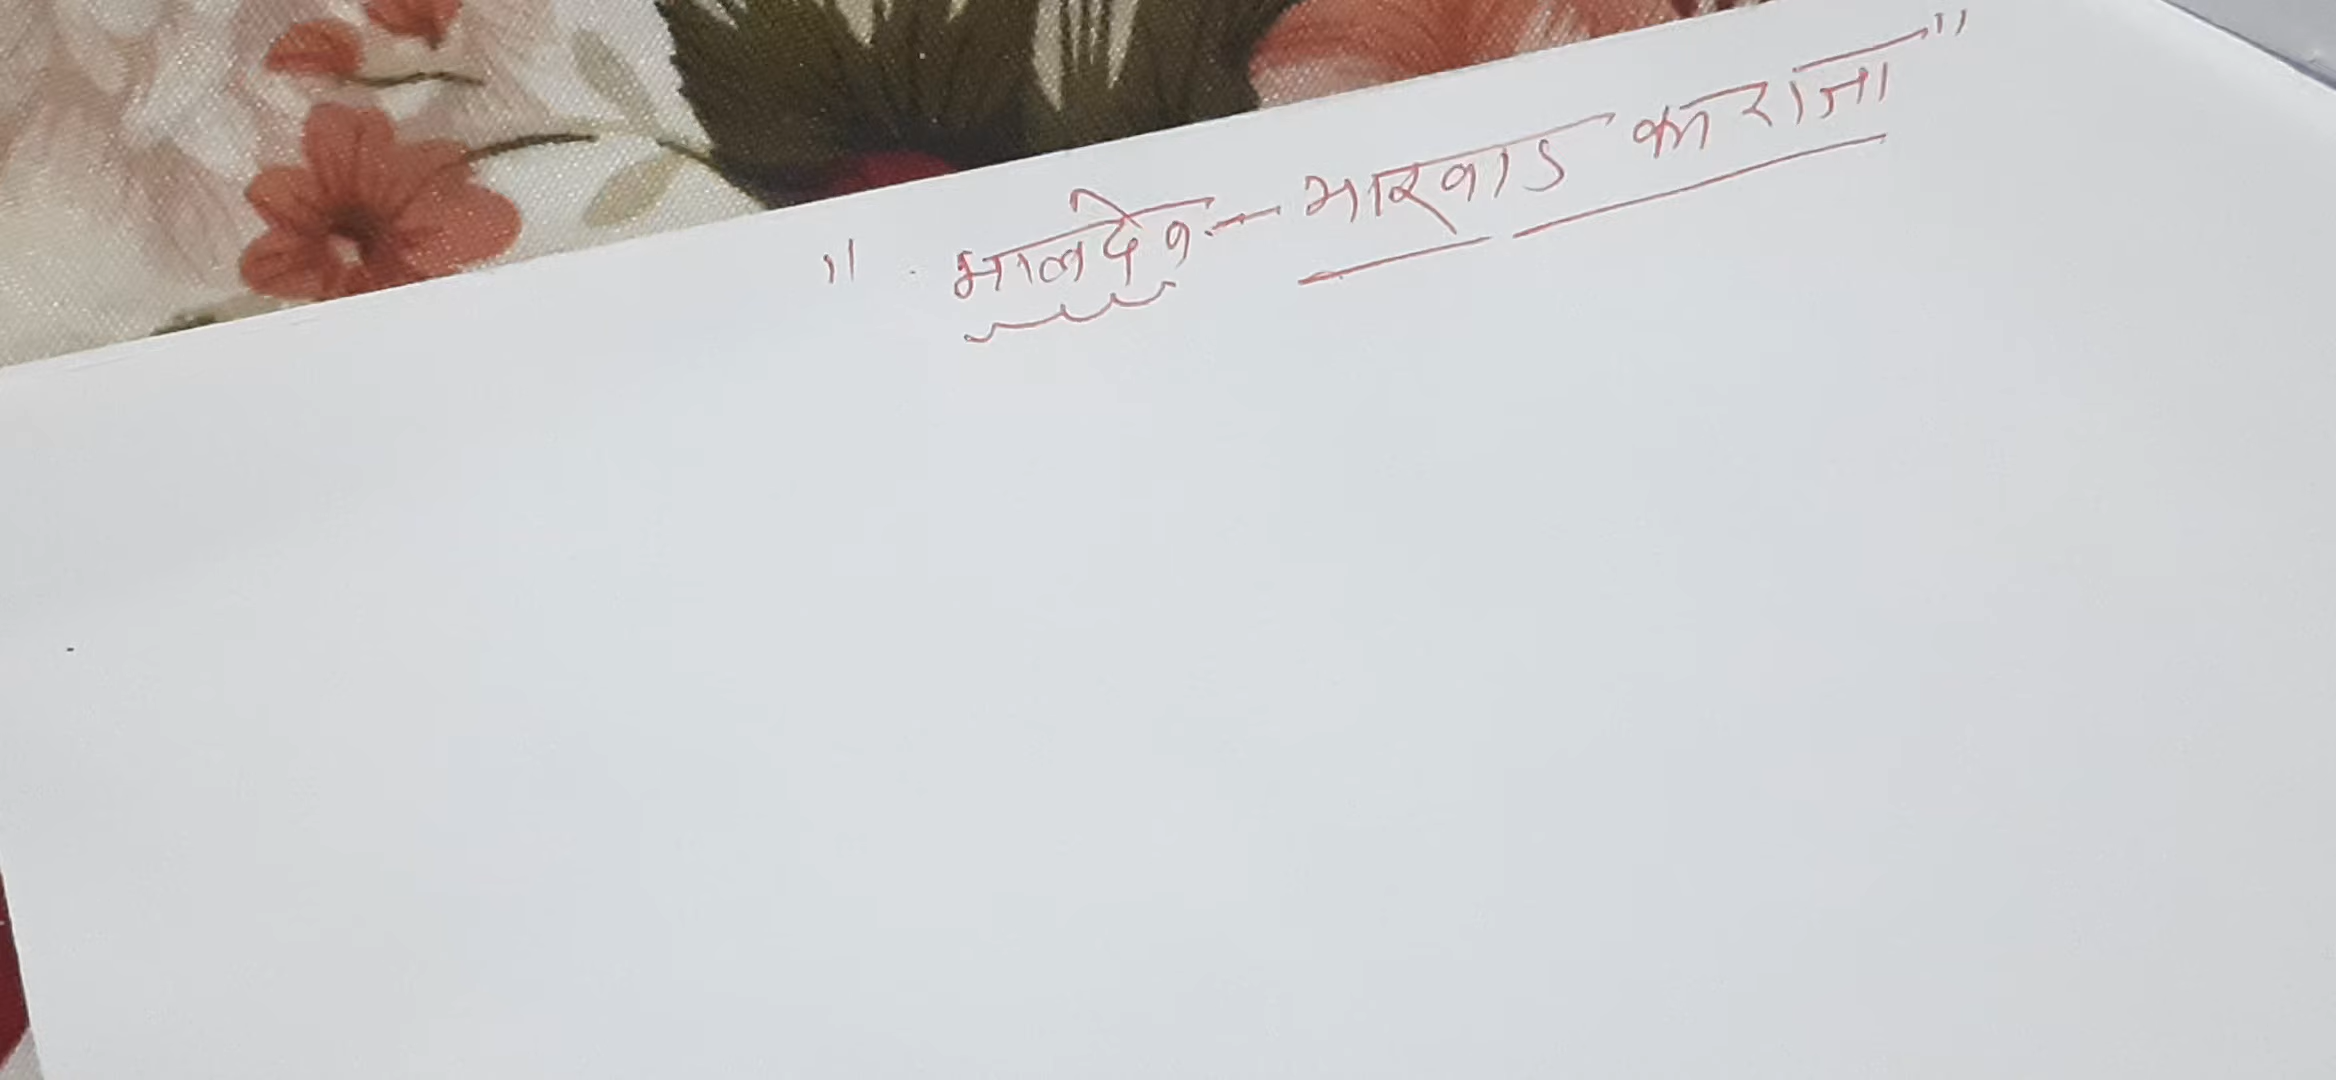 " मालदेव - मारवाड का राजा "